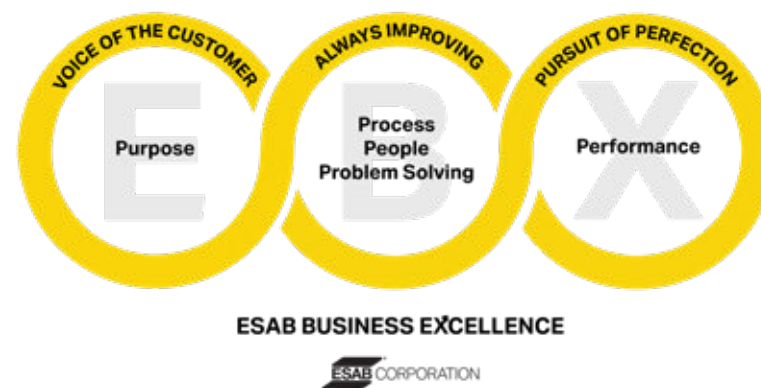 VOICE OF THE CUSTOMER
ALWAYS IMPROVING
PURSUIT OF PERFECTION
E
B
X
Purpose
Process
People
Problem Solving
Performance
ESAB BUSINESS EXCELLENCE
ESAB CORPORATION